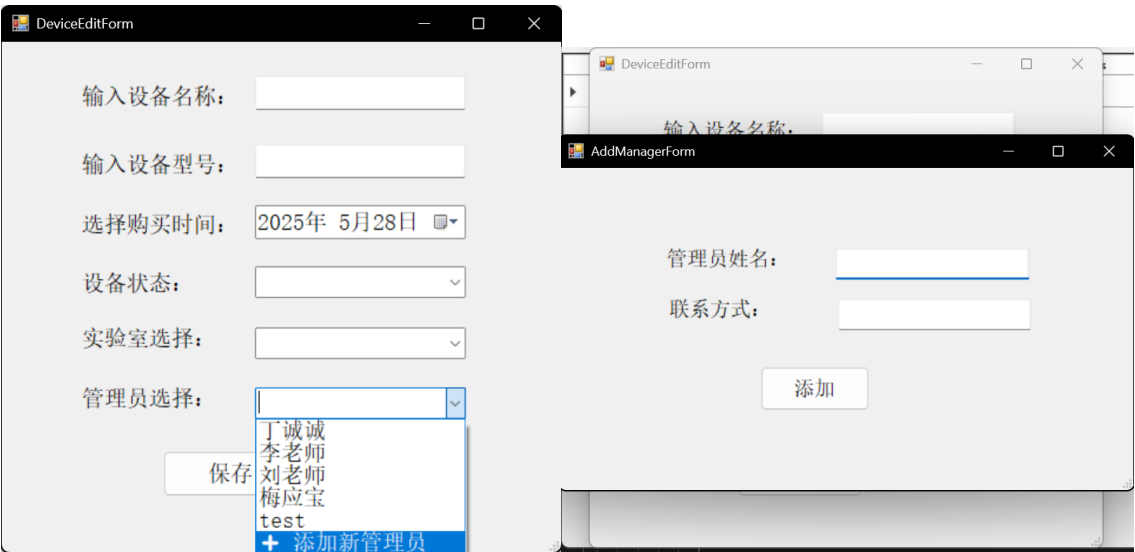 DeviceEditForm
输入设备名称：
输入设备型号：
选择购买时间：
2025年 5月28日
设备状态：
实验室选择：
管理员选择：
丁诚诚
李老师
刘老师
梅应宝
test
+ 添加新管理员
保存
DeviceEditForm
输入设备名称：
AddManagerForm
管理员姓名：
联系方式：
添加